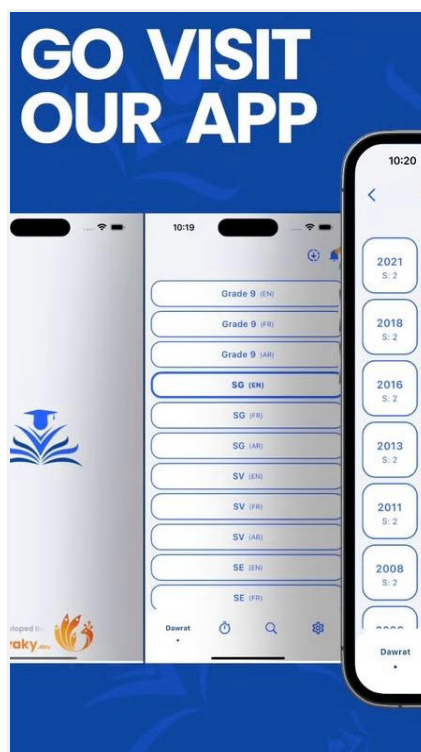 GO VISIT
OUR APP
10:19
Grade 9 (EN)
Grade 9 (FR)
Grade 9 (AR)
SG (EN)
SG (FR)
SG (AR)
SV (EN)
SV (FR)
SV (AR)
SE (EN)
SE (FR)
Dawrat
10:20
2021
S: 2
2018
S: 2
2016
S: 2
2013
S: 2
2011
S: 2
2008
S: 2
Dawrat